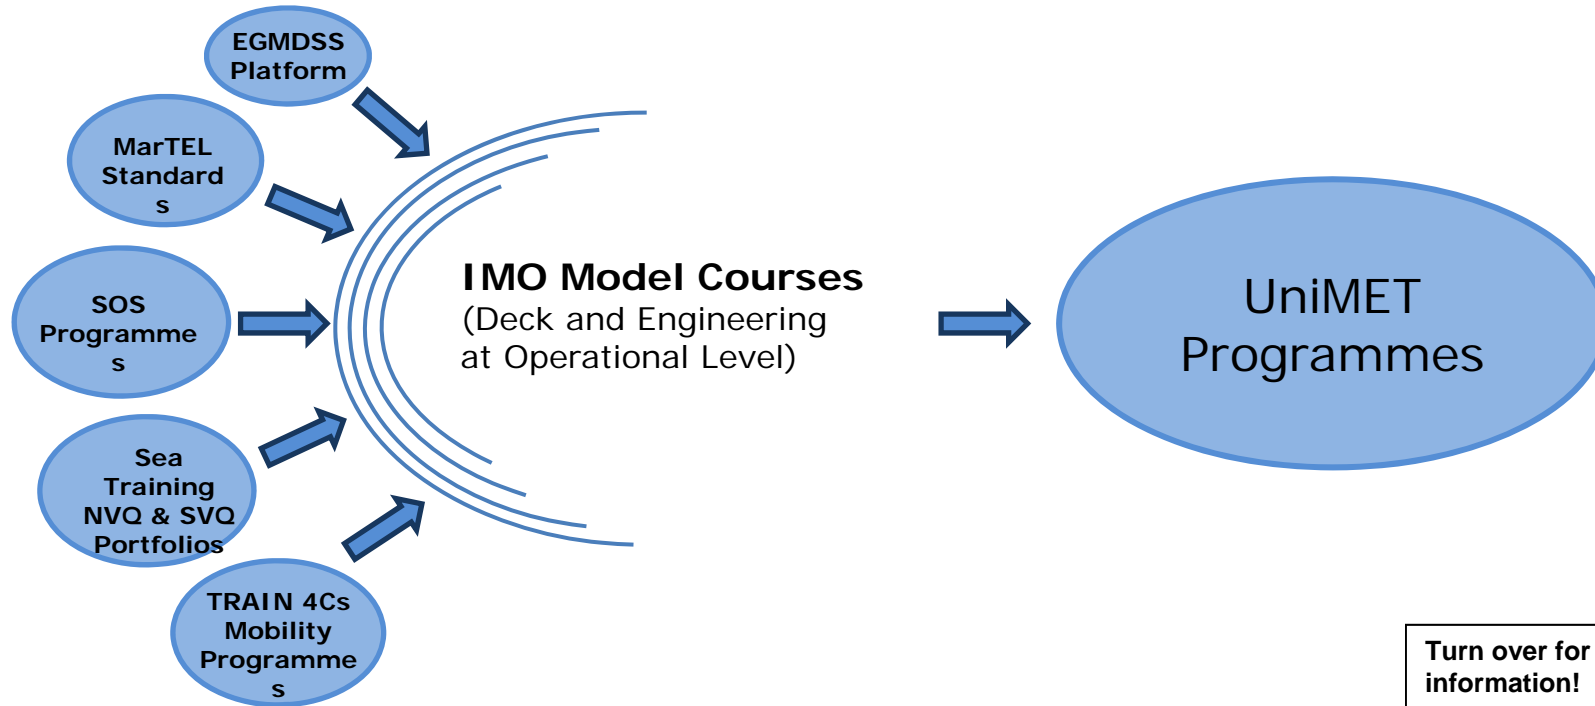 EGMDSS
Platform
MarTEL
Standard
s
SOS
Programme
s
Sea
Training
NVQ & SVQ
Portfolios
TRAIN 4Cs
Mobility
Programme
s
IMO Model Courses
(Deck and Engineering
at Operational Level)
UniMET
Programmes
Turn over for
information!